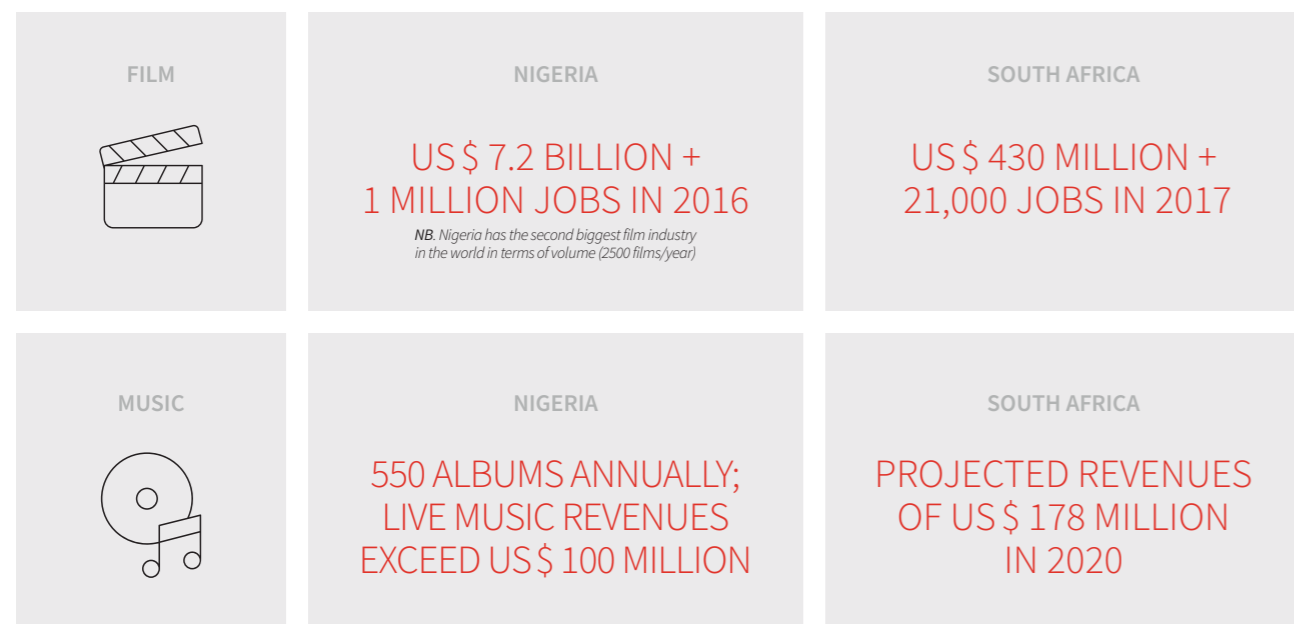 FILM
NIGERIA
US$ 7.2 BILLION +
1 MILLION JOBS IN 2016
NB. Nigeria has the second biggest film industry
in the world in terms of volume (2500 films/year)
SOUTH AFRICA
US$ 430 MILLION +
21,000 JOBS IN 2017
MUSIC
NIGERIA
550 ALBUMS ANNUALLY;
LIVE MUSIC REVENUES
EXCEED US$ 100 MILLION
SOUTH AFRICA
PROJECTED REVENUES
OF US$ 178 MILLION
IN 2020